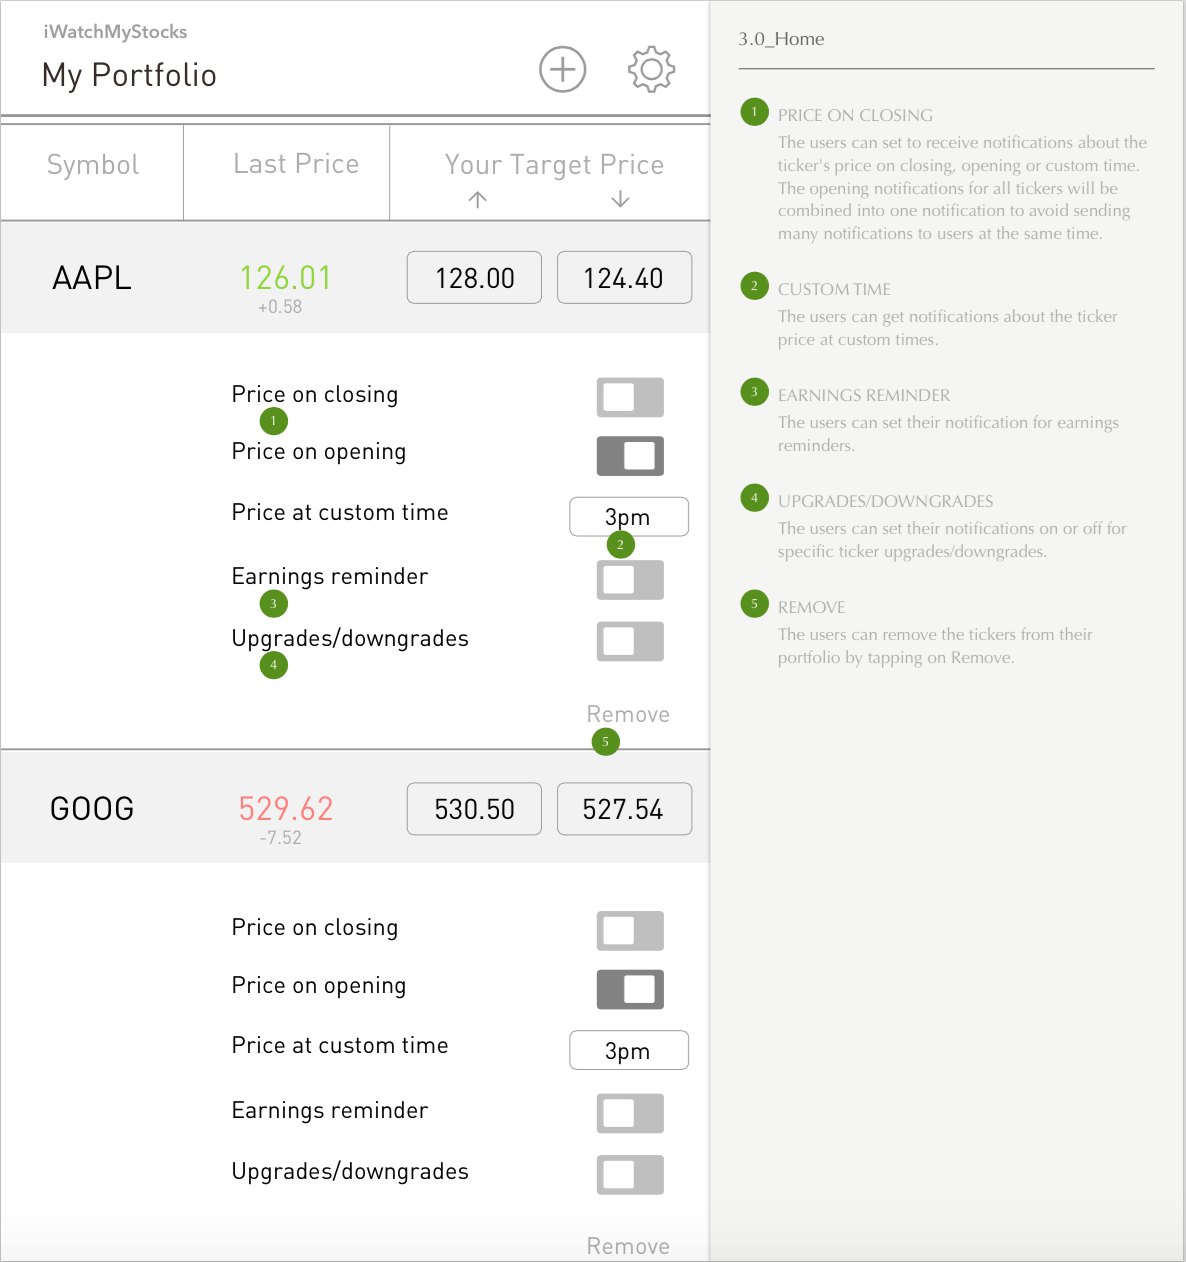 iWatchMyStocks
My Portfolio
Symbol
Last Price
Your Target Price
AAPL
126.01
+0.58
128.00
124.40
Price on closing
1
Price on opening
Price at custom time
3pm
2
Earnings reminder
3
Upgrades/downgrades
4
Remove
5
GOOG
529.62
-7.52
530.50
527.54
Price on closing
Price on opening
Price at custom time
3pm
Earnings reminder
Upgrades/downgrades
Remove
3.0_Home
1 PRICE ON CLOSING
The users can set to receive notifications about the
ticker's price on closing, opening or custom time.
The opening notifications for all tickers will be
combined into one notification to avoid sending
many notifications to users at the same time.
2 CUSTOM TIME
The users can get notifications about the ticker
price at custom times.
3 EARNINGS REMINDER
The users can set their notification for earnings
reminders.
4 UPGRADES/DOWNGRADES
The users can set their notifications on or off for
specific ticker upgrades/downgrades.
5 REMOVE
The users can remove the tickers from their
portfolio by tapping on Remove.